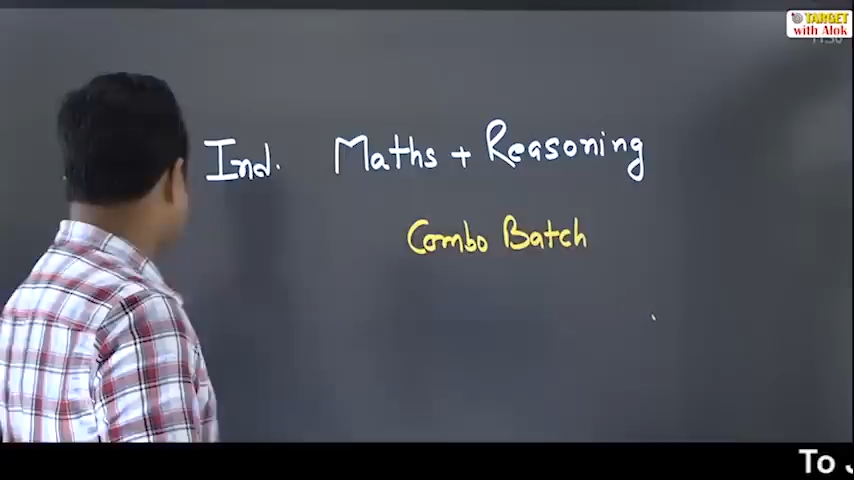 TARGET
with Alok
Ind. Maths + Reasoning
Combo Batch
To